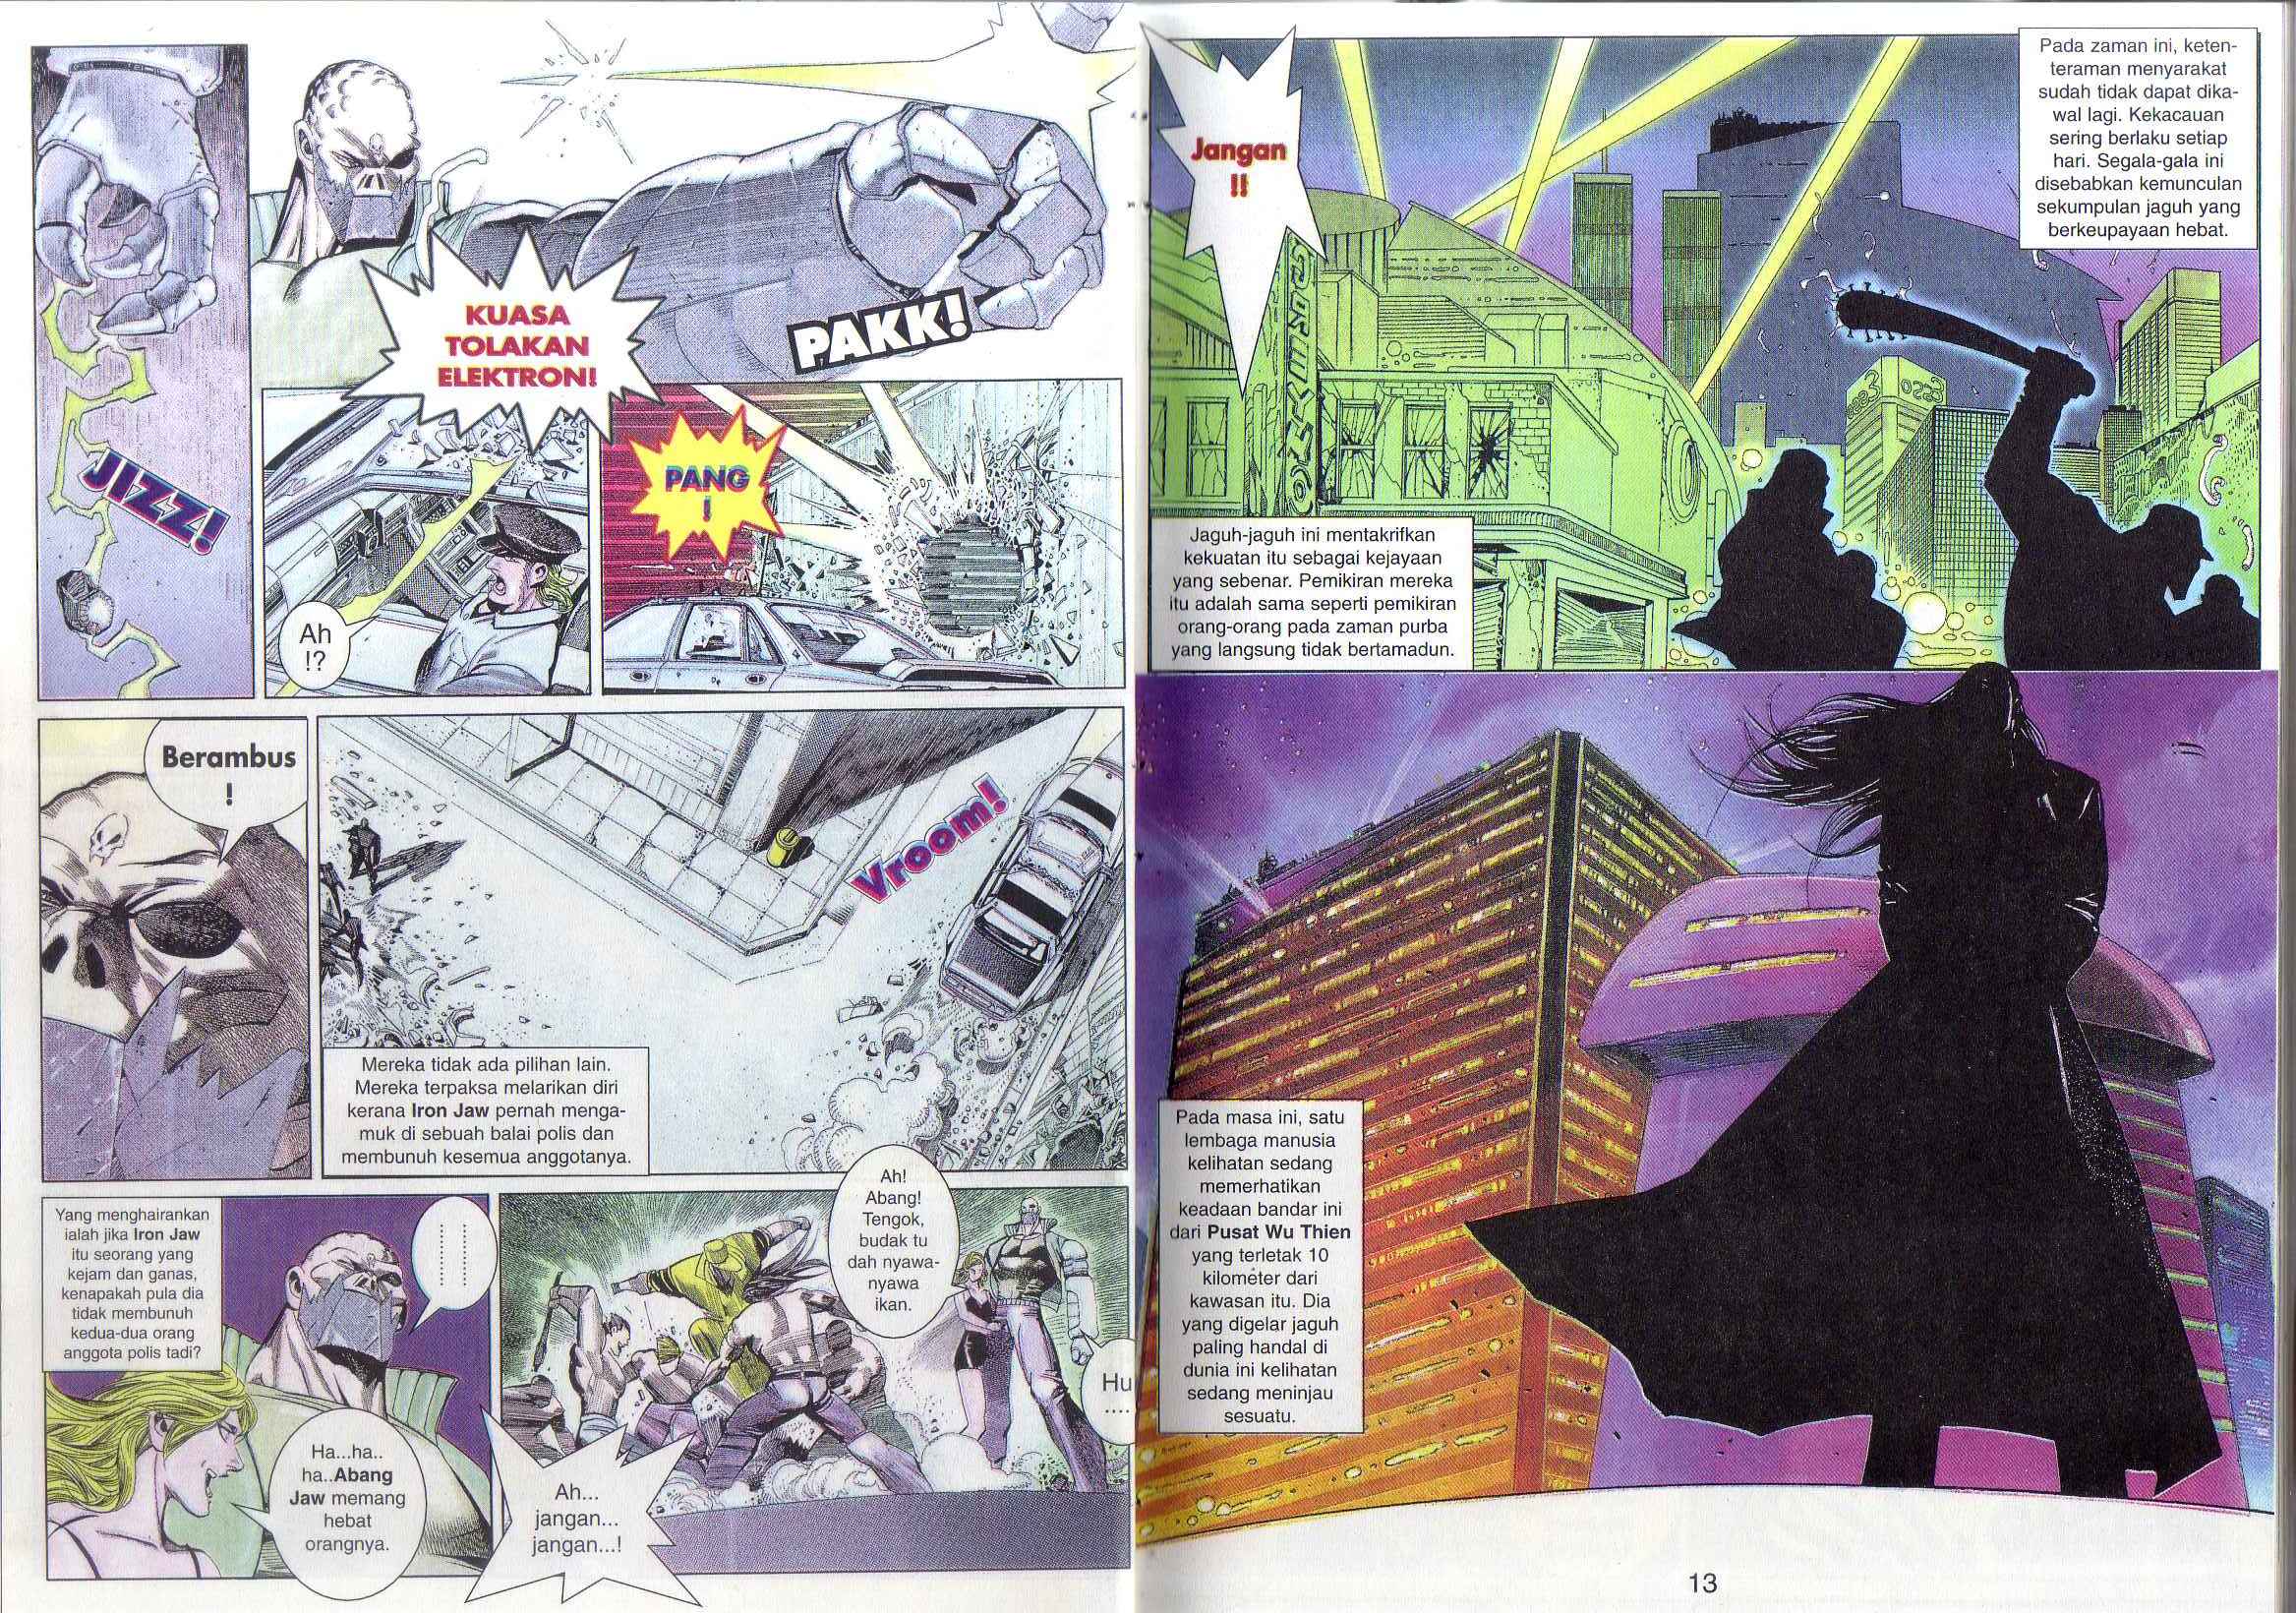 JIZZ!
KUASA
TOLAKAN
ELEKTRON!
PAKK!
Ah
!?
PANG
!
Berambus
!
Vroom!
Mereka tidak ada pilihan lain.
Mereka terpaksa melarikan diri
kerana Iron Jaw pernah menga-
muk di sebuah balai polis dan
membunuh kesemua anggotanya.
Yang menghairankan
ialah jika Iron Jaw
itu seorang yang
kejam dan ganas,
kenapakah pula dia
tidak membunuh
kedua-dua orang
anggota polis tadi?
Ha...ha..
ha..Abang
Jaw memang
hebat
orangnya.
Ah!
Abang!
Tengok,
budak tu
dah nyawa-
nyawa
ikan.
Hu
....
Ah...
jangan...
jangan...!
Jangan
!!
Pada zaman ini, keten-
teraman menyarakat
sudah tidak dapat dika-
wal lagi. Kekacauan
sering berlaku setiap
hari. Segala-gala ini
disebabkan kemunculan
sekumpulan jaguh yang
berkeupayaan hebat.
Jaguh-jaguh ini mentakrifkan
kekuatan itu sebagai kejayaan
yang sebenar. Pemikiran mereka
itu adalah sama seperti pemikiran
orang-orang pada zaman purba
yang langsung tidak bertamadun.
Pada masa ini, satu
lembaga manusia
kelihatan sedang
memerhatikan
keadaan bandar ini
dari Pusat Wu Thien
yang terletak 10
kilometer dari
kawasan itu. Dia
yang digelar jaguh
paling handal di
dunia ini kelihatan
sedang meninjau
sesuatu.
13